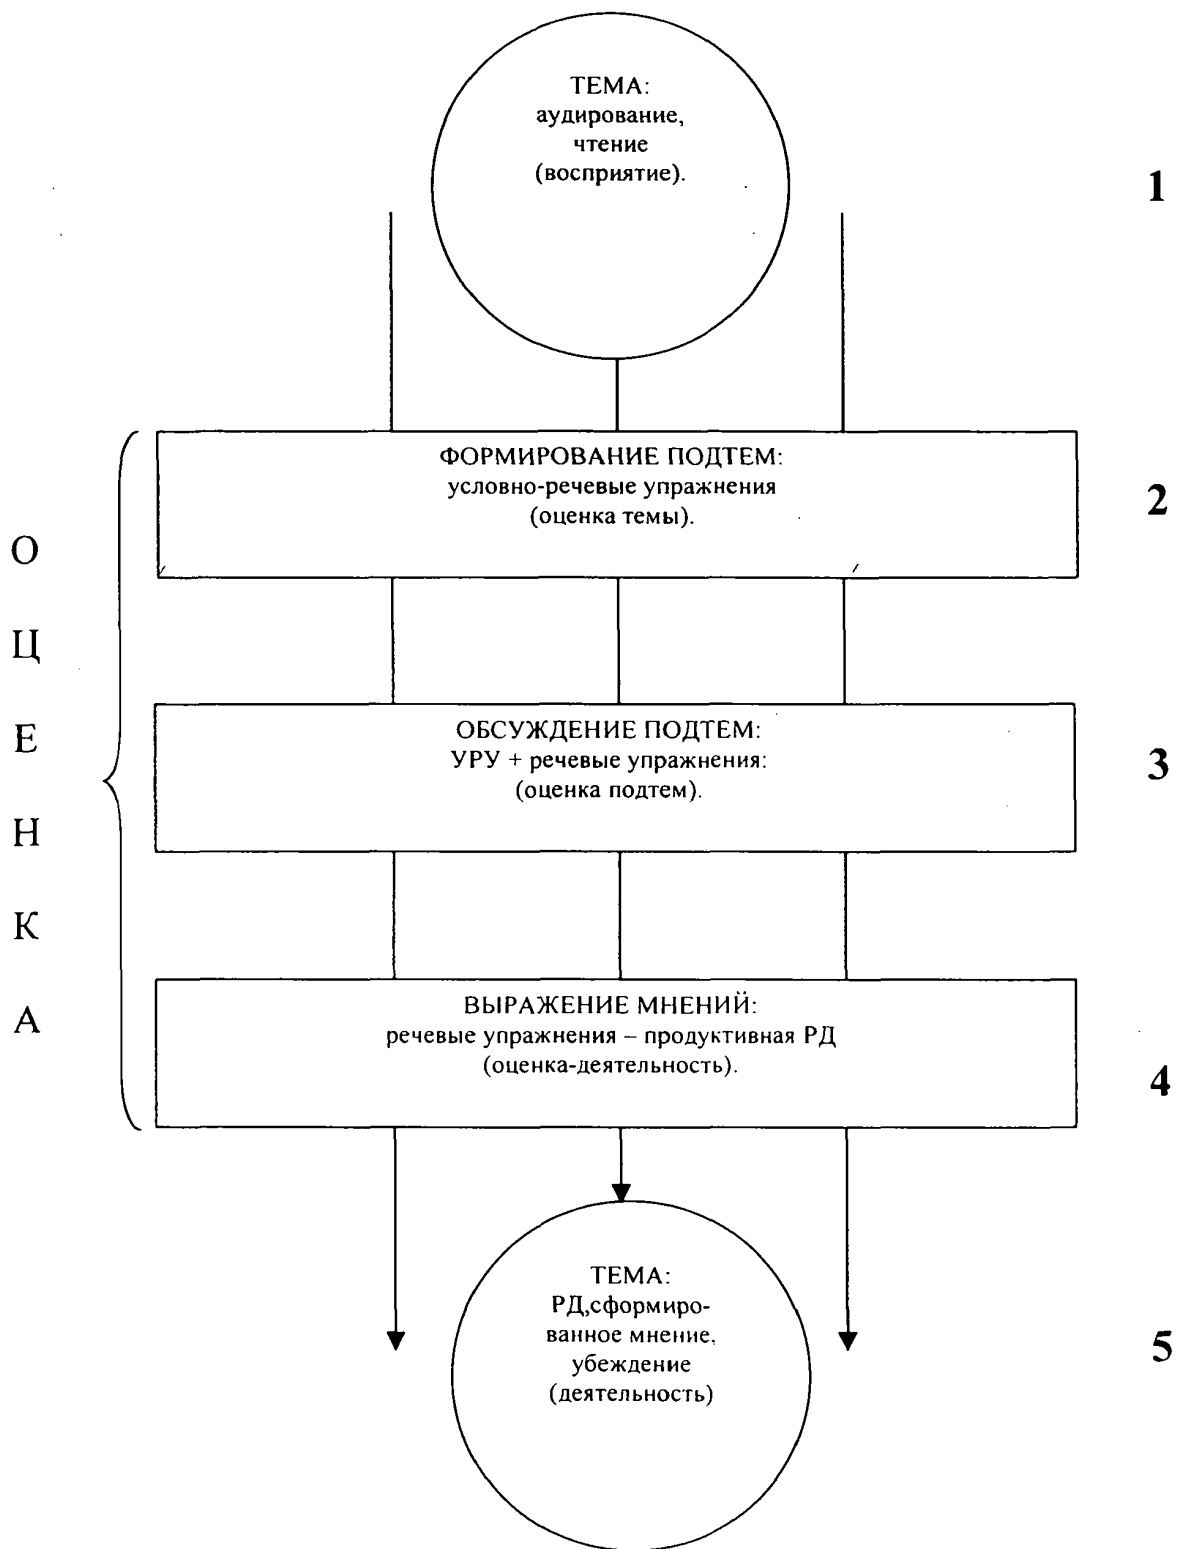 ТЕМА:
аудирование,
чтение
(восприятие).
1
ФОРМИРОВАНИЕ ПОДТЕМ:
условно-речевые упражнения
(оценка темы).
2
ОБСУЖДЕНИЕ ПОДТЕМ:
УРУ + речевые упражнения:
(оценка подтем).
3
ВЫРАЖЕНИЕ МНЕНИЙ:
речевые упражнения – продуктивная РД
(оценка-деятельность).
4
О
Ц
Е
Н
К
А
ТЕМА:
РД,сформиро-
ванное мнение,
убеждение
(деятельность)
5